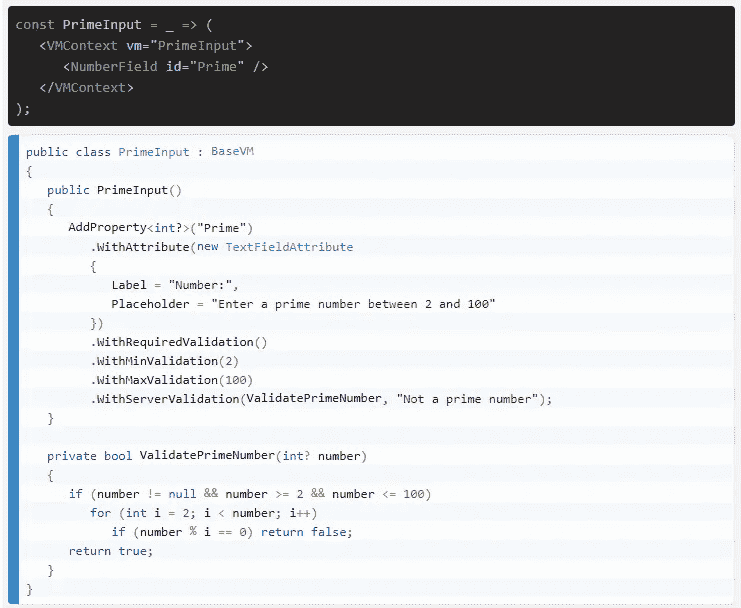 const PrimeInput = _ => (
<VMContext vm="PrimeInput">
<NumberField id="Prime" />
</VMContext>
);
public class PrimeInput : BaseVM
{
public PrimeInput()
{
AddProperty<int?>("Prime")
.WithAttribute(new TextFieldAttribute
{
Label = "Number:",
Placeholder = "Enter a prime number between 2 and 100"
})
.WithRequiredValidation()
.WithMinValidation(2)
.WithMaxValidation(100)
.WithServerValidation(ValidatePrimeNumber, "Not a prime number");
}
private bool ValidatePrimeNumber(int? number)
{
if (number != null && number >= 2 && number <= 100)
for (int i = 2; i < number; i++)
if (number % i == 0) return false;
return true;
}
}